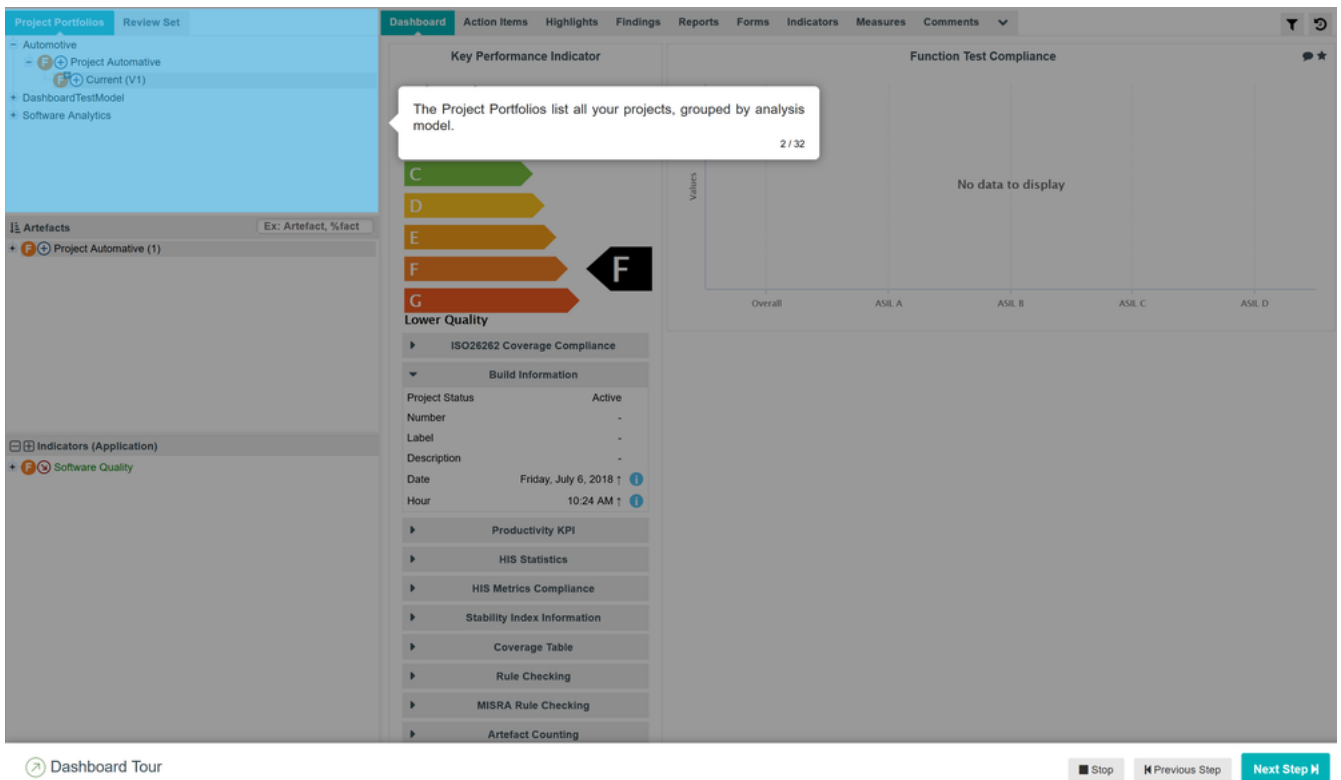 Project Portfolios
Review Set
Automotive
F Project Automotive
F Current (V1)
DashboardTestModel
Software Analytics
Artefacts
Ex: Artefact, %fact
F Project Automative (1)
Indicators (Application)
F Software Quality
Dashboard Action Items Highlights Findings Reports Forms Indicators Measures Comments
Key Performance Indicator
The Project Portfolios list all your projects, grouped by analysis
model.
2 / 32
C
D
E
F
F
G
Lower Quality
ISO26262 Coverage Compliance
Build Information
Project Status Active
Number -
Label -
Description -
Date Friday, July 6, 2018 ↑ i
Hour 10:24 AM ↑ i
Productivity KPI
HIS Statistics
HIS Metrics Compliance
Stability Index Information
Coverage Table
Rule Checking
MISRA Rule Checking
Artefact Counting
Function Test Compliance
Values
No data to display
Overall ASIL A ASIL B ASIL C ASIL D
Dashboard Tour
Stop
Previous Step
Next Step